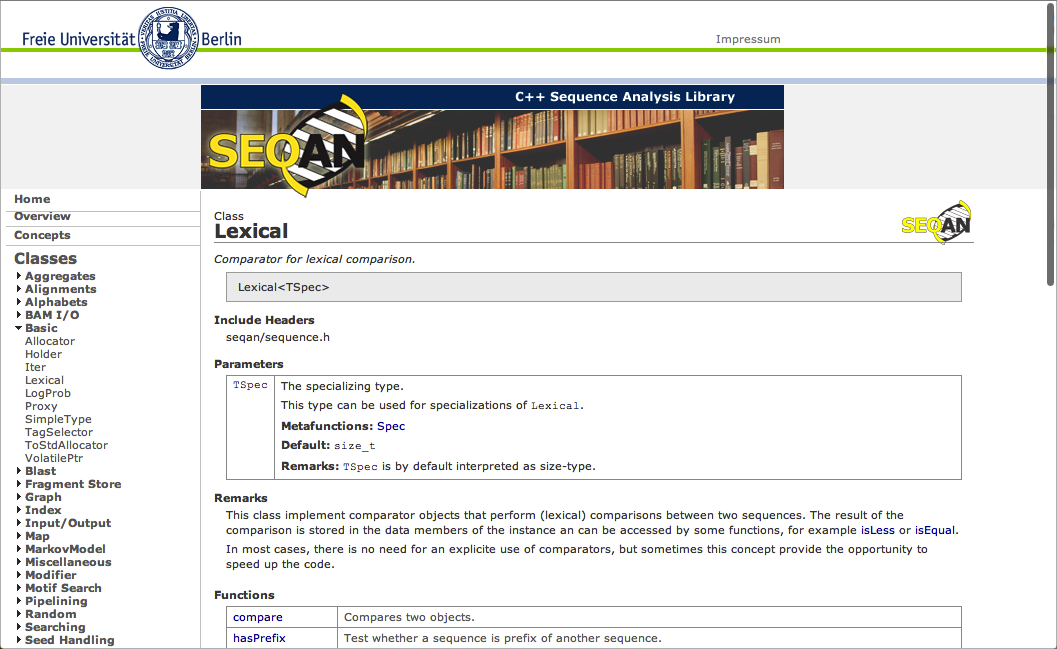 Freie Universität Berlin
Impressum
C++ Sequence Analysis Library
SEQAN
Home
Overview
Concepts
Classes
Aggregates
Alignments
Alphabets
BAM I/O
Basic
Allocator
Holder
Iter
Lexical
LogProb
Proxy
SimpleType
TagSelector
ToStdAllocator
VolatilePtr
Blast
Fragment Store
Graph
Index
Input/Output
Map
MarkovModel
Miscellaneous
Modifier
Motif Search
Pipelining
Random
Searching
Seed Handling
Class
Lexical
SEQAN
Comparator for lexical comparison.
Lexical<TSpec>
Include Headers
seqan/sequence.h
Parameters
TSpec The specializing type.
This type can be used for specializations of Lexical.
Metafunctions: Spec
Default: size_t
Remarks: TSpec is by default interpreted as size-type.
Remarks
This class implement comparator objects that perform (lexical) comparisons between two sequences. The result of the
comparison is stored in the data members of the instance an can be accessed by some functions, for example isLess or isEqual.
In most cases, there is no need for an explicite use of comparators, but sometimes this concept provide the opportunity to
speed up the code.
Functions
compare Compares two objects.
hasPrefix Test whether a sequence is prefix of another sequence.